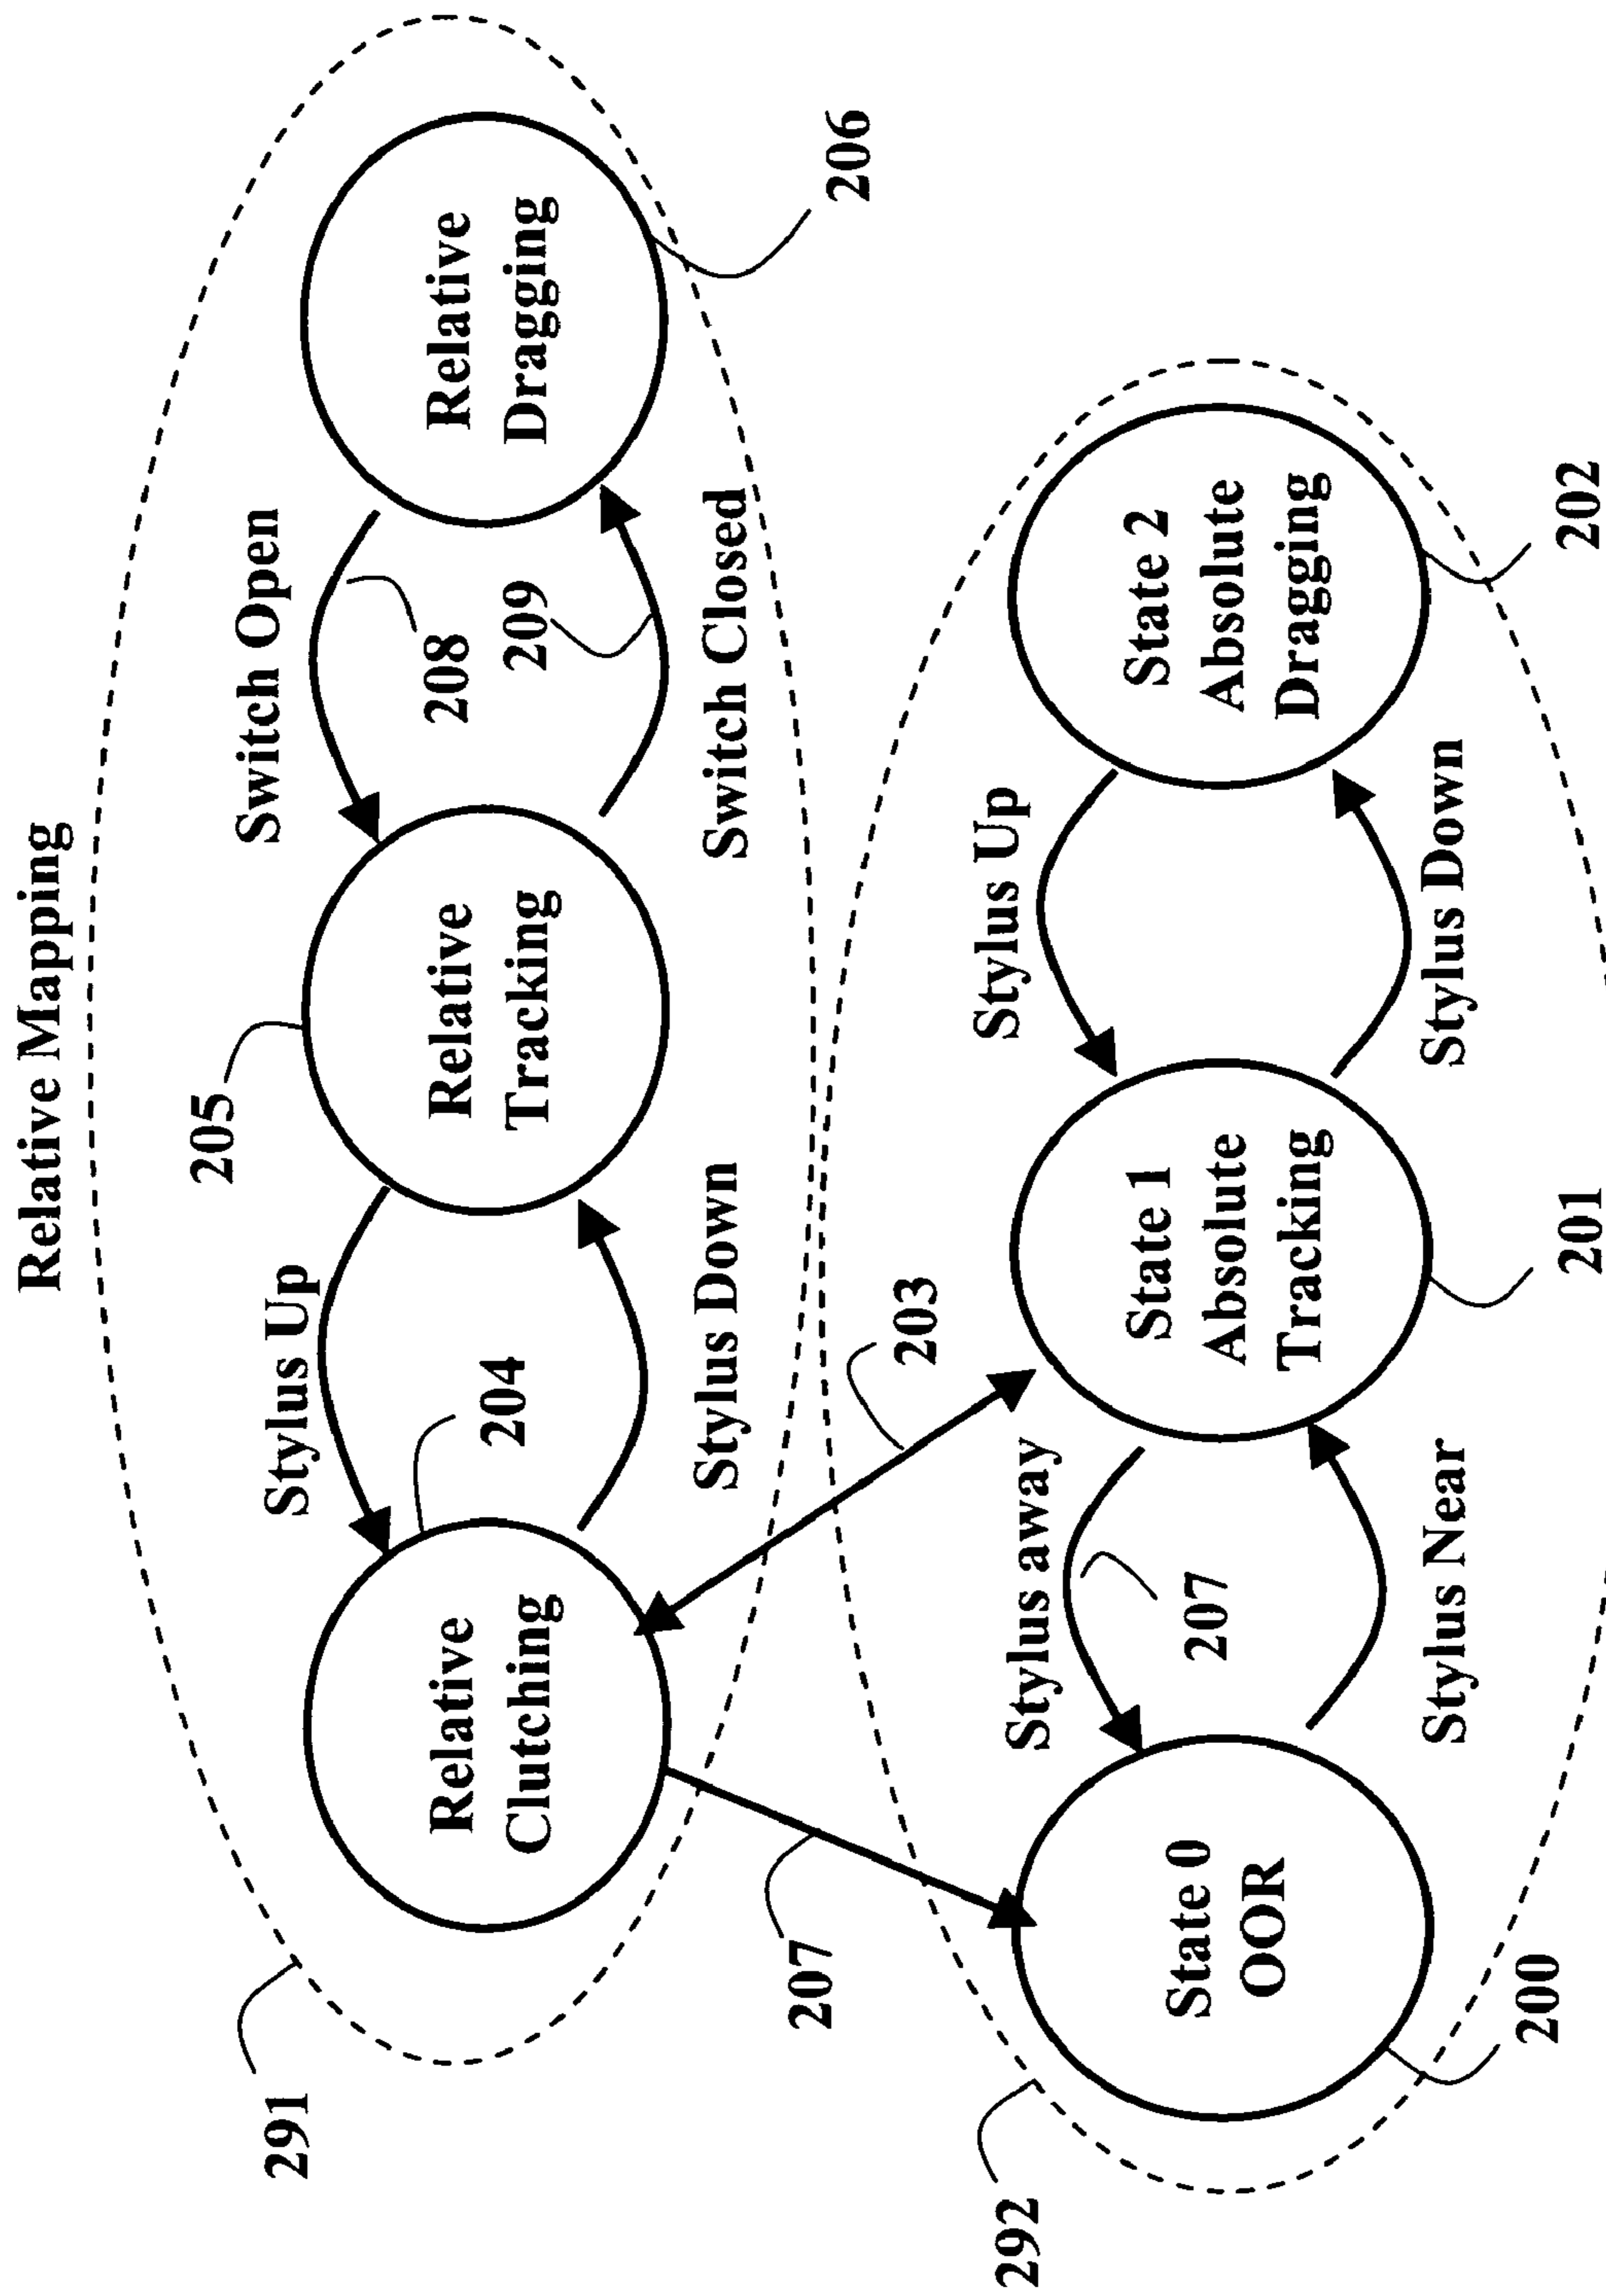 Relative Mapping
291
Stylus Up
205
Switch Open
Relative
Clutching
204
Relative
Tracking
208
209
Relative
Dragging
Stylus Down
Switch Closed
206
207
203
292
Stylus away
Stylus Up
State 0
OOR
207
State 1
Absolute
Tracking
State 2
Absolute
Dragging
Stylus Near
Stylus Down
200
201
202